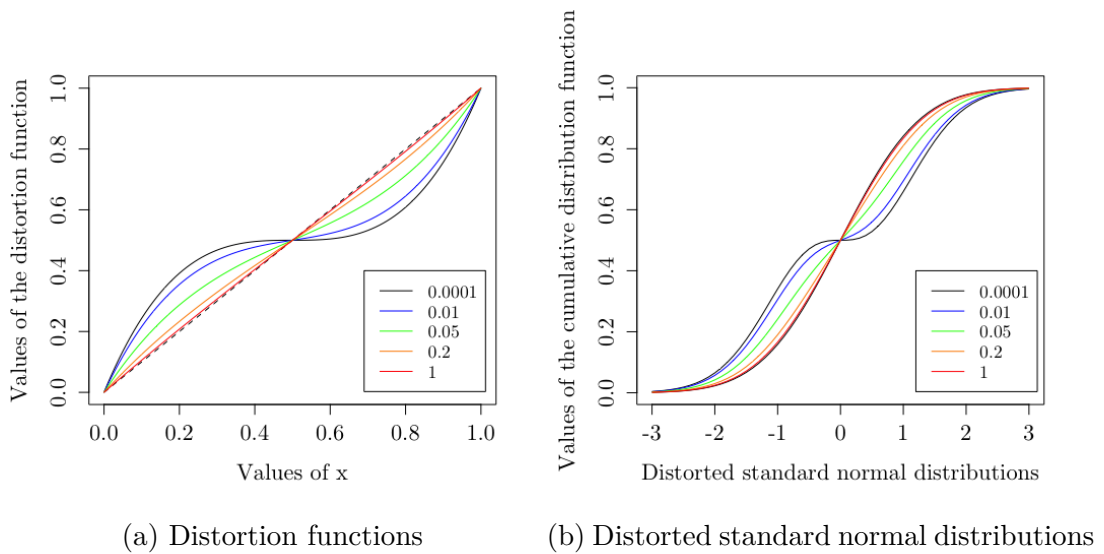 Values of the distortion function
0.0 0.2 0.4 0.6 0.8 1.0
0.0001
0.01
0.05
0.2
1
0.0 0.2 0.4 0.6 0.8 1.0
Values of x
(a) Distortion functions
Values of the cumulative distribution function
0.0 0.2 0.4 0.6 0.8 1.0
0.0001
0.01
0.05
0.2
1
-3 -2 -1 0 1 2 3
Distorted standard normal distributions
(b) Distorted standard normal distributions